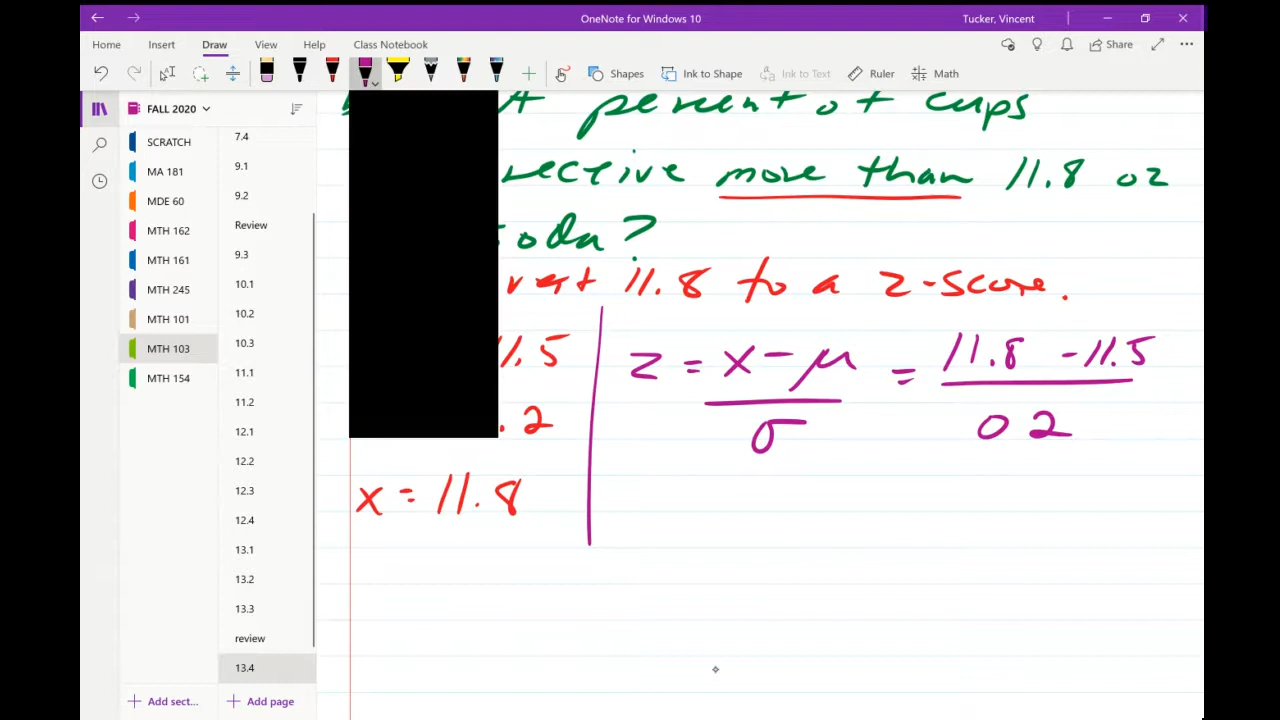 OneNote for Windows 10
Tucker, Vincent
Home Insert Draw View Help Class Notebook
Share
Shapes Ink to Shape Ink to Text Ruler Math
FALL 2020
SCRATCH
MA 181
MDE 60
MTH 162
MTH 161
MTH 245
MTH 101
MTH 103
MTH 154
Add sect...
7.4
9.1
9.2
Review
9.3
10.1
10.2
10.3
11.1
11.2
12.1
12.2
12.3
12.4
13.1
13.2
13.3
review
13.4
Add page
percent of cups
more than 11.8 oz
soda?
11.8 to a z-score.
x = 11.8
z = x - μ / σ = 11.8 - 11.5 / 0 2